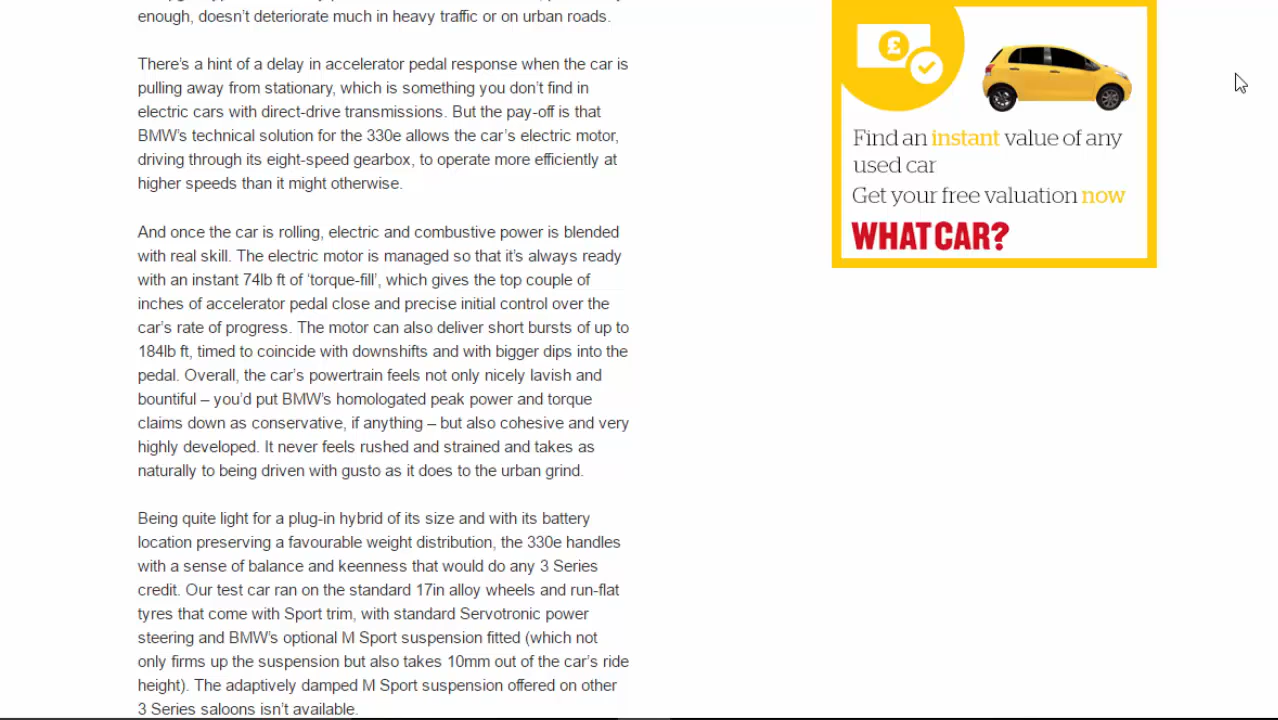 enough, doesn't deteriorate much in heavy traffic or on urban roads.
There's a hint of a delay in accelerator pedal response when the car is
pulling away from stationary, which is something you don't find in
electric cars with direct-drive transmissions. But the pay-off is that
BMW's technical solution for the 330e allows the car's electric motor,
driving through its eight-speed gearbox, to operate more efficiently at
higher speeds than it might otherwise.
And once the car is rolling, electric and combustive power is blended
with real skill. The electric motor is managed so that it's always ready
with an instant 74lb ft of 'torque-fill', which gives the top couple of
inches of accelerator pedal close and precise initial control over the
car's rate of progress. The motor can also deliver short bursts of up to
184lb ft, timed to coincide with downshifts and with bigger dips into the
pedal. Overall, the car's powertrain feels not only nicely lavish and
bountiful – you'd put BMW's homologated peak power and torque
claims down as conservative, if anything – but also cohesive and very
highly developed. It never feels rushed and strained and takes as
naturally to being driven with gusto as it does to the urban grind.
Being quite light for a plug-in hybrid of its size and with its battery
location preserving a favourable weight distribution, the 330e handles
with a sense of balance and keenness that would do any 3 Series
credit. Our test car ran on the standard 17in alloy wheels and run-flat
tyres that come with Sport trim, with standard Servotronic power
steering and BMW's optional M Sport suspension fitted (which not
only firms up the suspension but also takes 10mm out of the car's ride
height). The adaptively damped M Sport suspension offered on other
3 Series saloons isn't available.
£
Find an instant value of any
used car
Get your free valuation now
WHAT CAR?